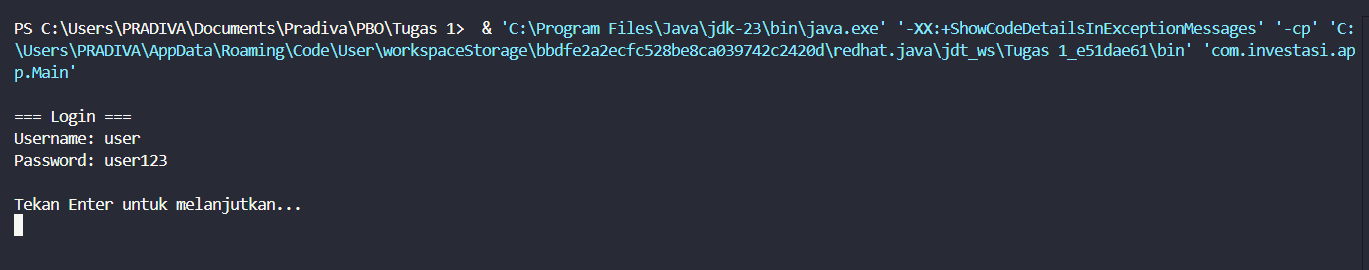 PS C:\Users\PRADIVA\Documents\Pradiva\PBO\Tugas 1>  & 'C:\Program Files\Java\jdk-23\bin\java.exe' '-XX:+ShowCodeDetailsInExceptionMessages' '-cp' 'C:
\Users\PRADIVA\AppData\Roaming\Code\User\workspaceStorage\bbdfe2a2ecfc528be8ca039742c2420d\redhat.java\jdt_ws\Tugas 1_e51dae61\bin' 'com.investasi.ap
p.Main'
=== Login ===
Username: user
Password: user123
Tekan Enter untuk melanjutkan...